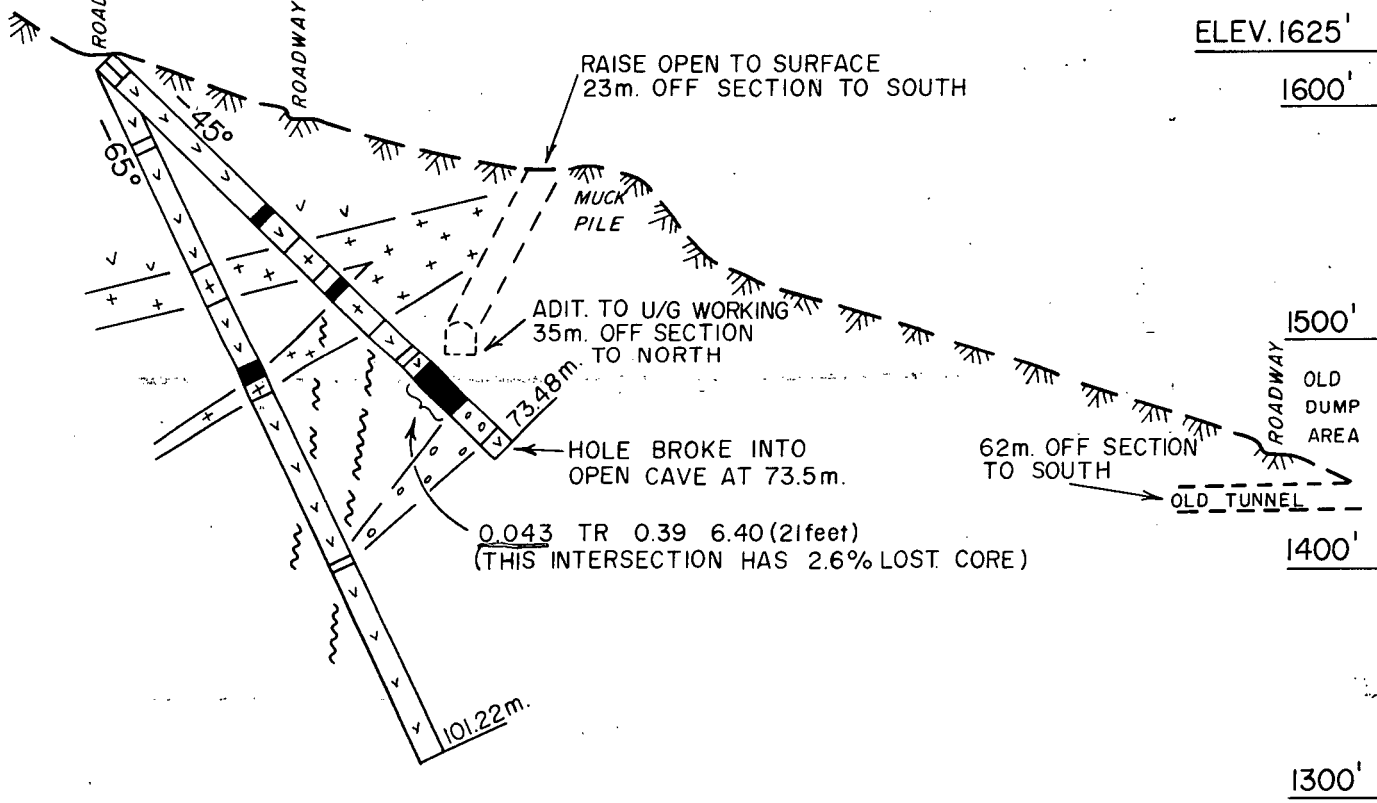 ROAD
ROADWAY
ELEV. 1625'
RAISE OPEN TO SURFACE
23m. OFF SECTION TO SOUTH
1600'
-45°
-65°
MUCK
PILE
ADIT. TO U/G WORKING
35m. OFF SECTION
TO NORTH
1500'
ROADWAY
OLD
DUMP
AREA
73.48m.
HOLE BROKE INTO
OPEN CAVE AT 73.5m.
62m. OFF SECTION
TO SOUTH
OLD TUNNEL
0.043 TR 0.39 6.40 (21feet)
(THIS INTERSECTION HAS 2.6% LOST CORE)
1400'
101.22m.
1300'